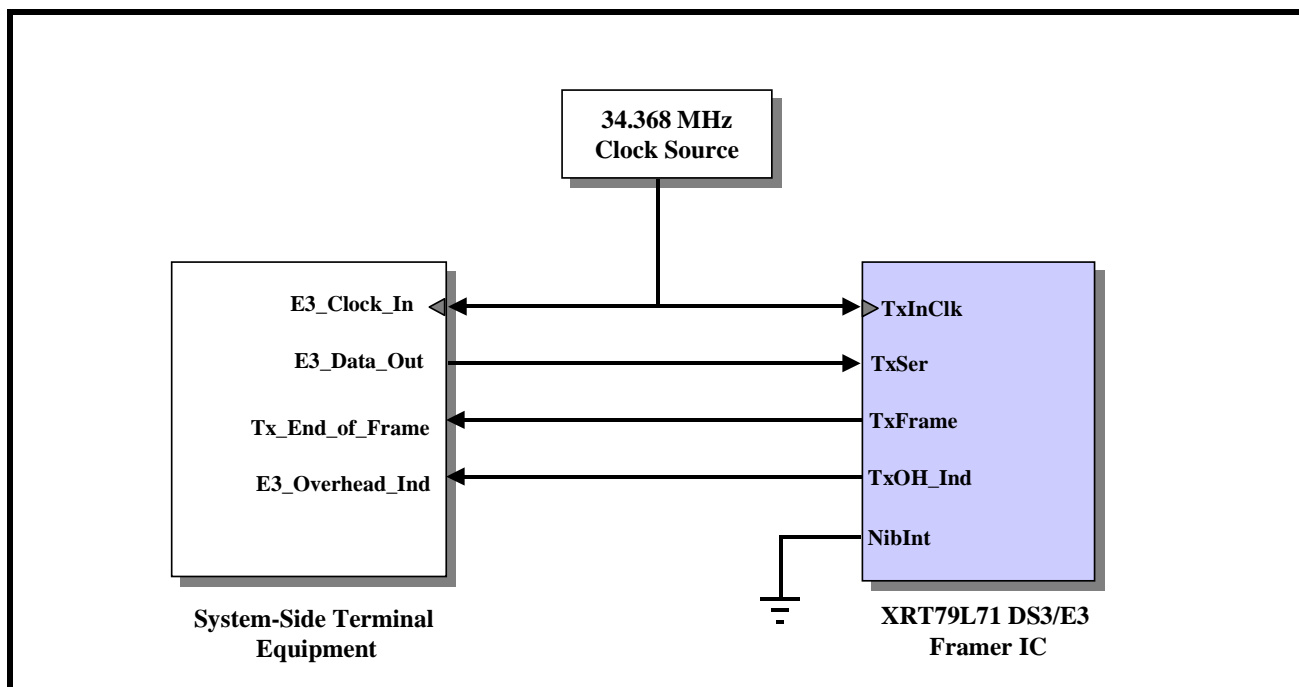 34.368 MHz
Clock Source
E3_Clock_In
TxInClk
E3_Data_Out
TxSer
Tx_End_of_Frame
TxFrame
E3_Overhead_Ind
TxOH_Ind
NibInt
System-Side Terminal
Equipment
XRT79L71 DS3/E3
Framer IC